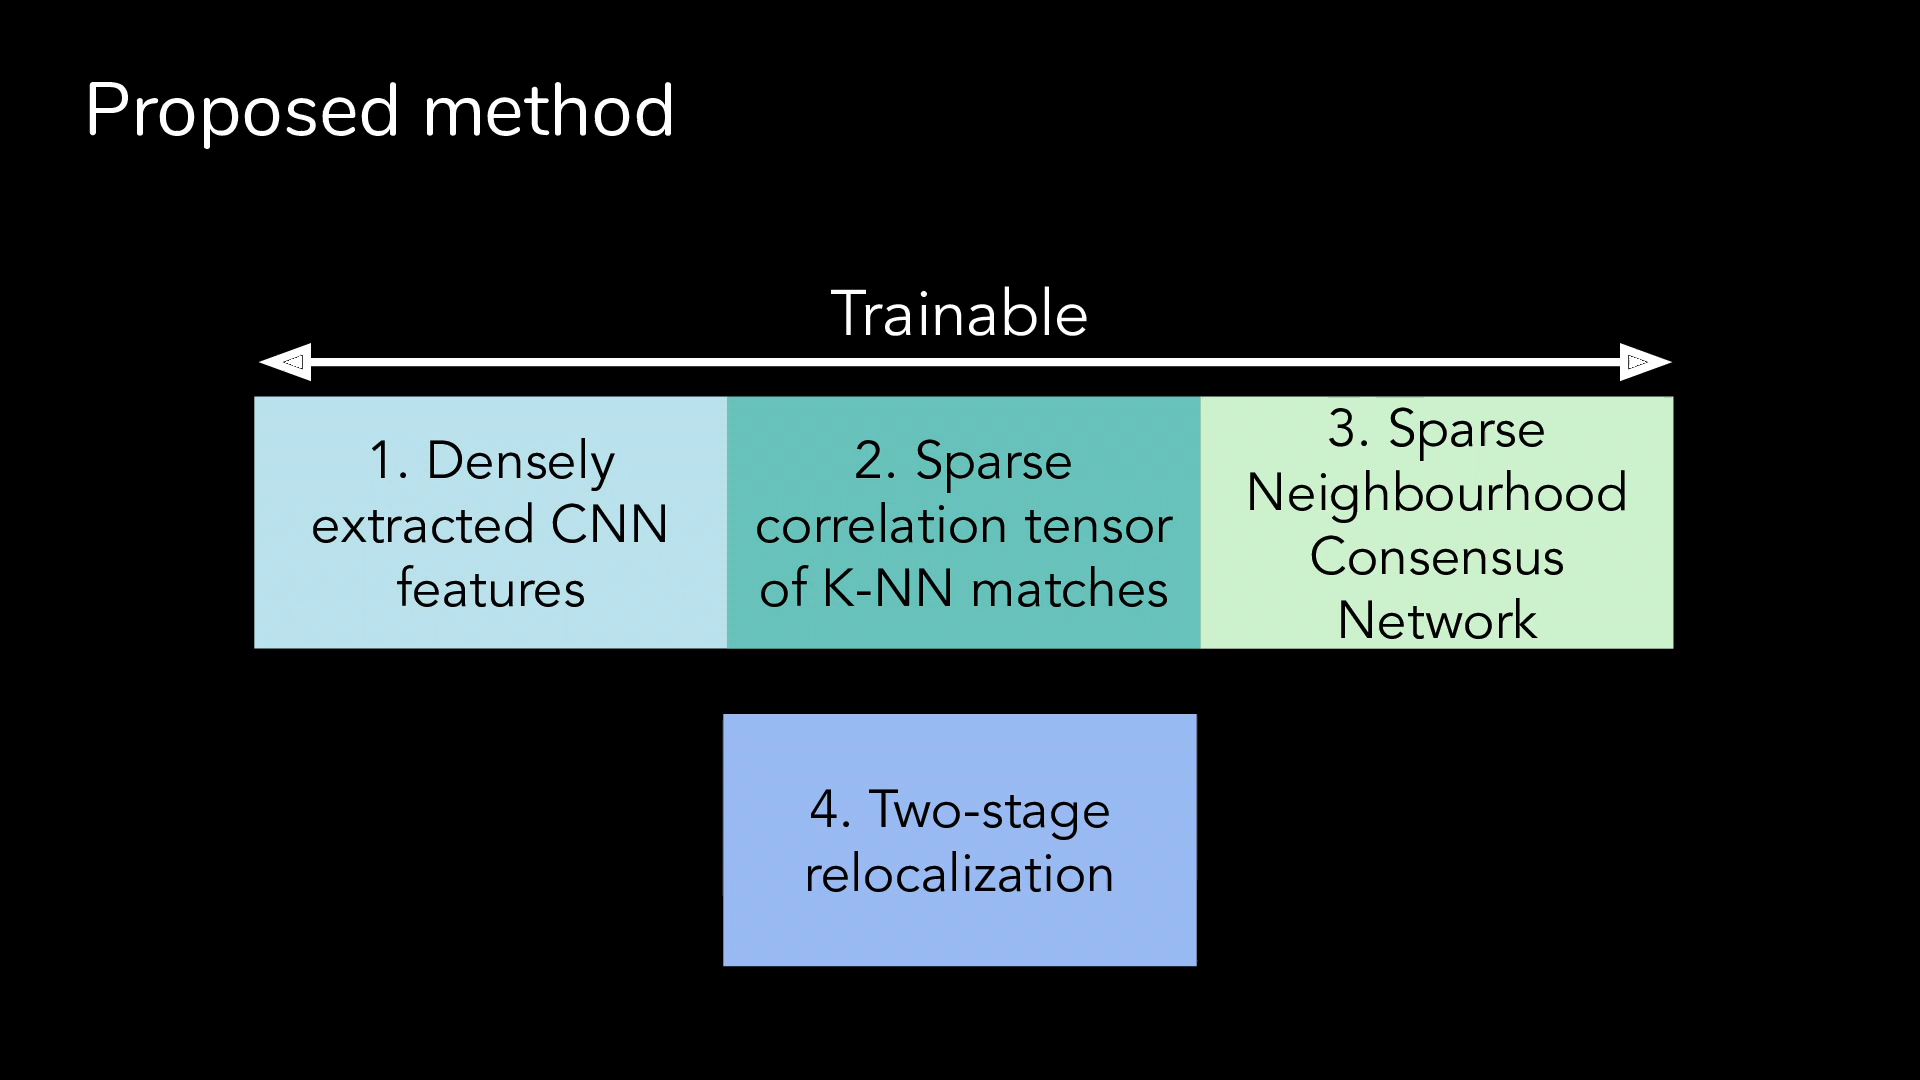 Proposed method
Trainable
1. Densely
extracted CNN
features
2. Sparse
correlation tensor
of K-NN matches
3. Sparse
Neighbourhood
Consensus
Network
4. Two-stage
relocalization